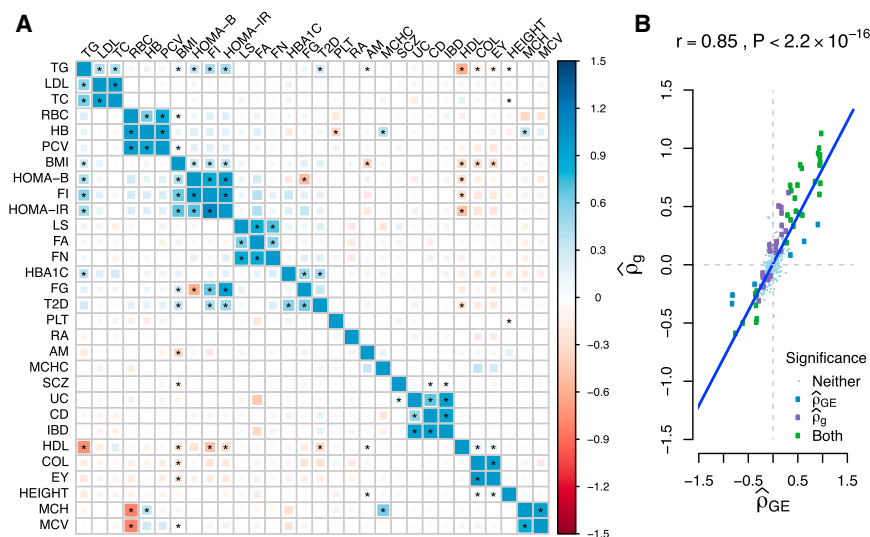 A
TG LDL TC RBC HB PCV BMI HOMA−B FI HOMA−IR LS FA FN HBA1C FG T2D PLT RA AM MCHC SCZ UC CD IBD HDL COL EY HEIGHT MCH MCV
TG
LDL
TC
RBC
HB
PCV
BMI
HOMA−B
FI
HOMA−IR
LS
FA
FN
HBA1C
FG
T2D
PLT
RA
AM
MCHC
SCZ
UC
CD
IBD
HDL
COL
EY
HEIGHT
MCH
MCV
1.5
1.2
0.9
0.6
0.3
0
−0.3
−0.6
−0.9
−1.2
−1.5
B
r = 0.85 , P < 2.2 × 10⁻¹⁶
1.5
1.0
0.5
0.0
−0.5
−1.0
−1.5
ρ̂g
Significance
Neither
ρ̂GE
ρ̂g
Both
−1.5 −0.5 0.5 1.5
ρ̂GE